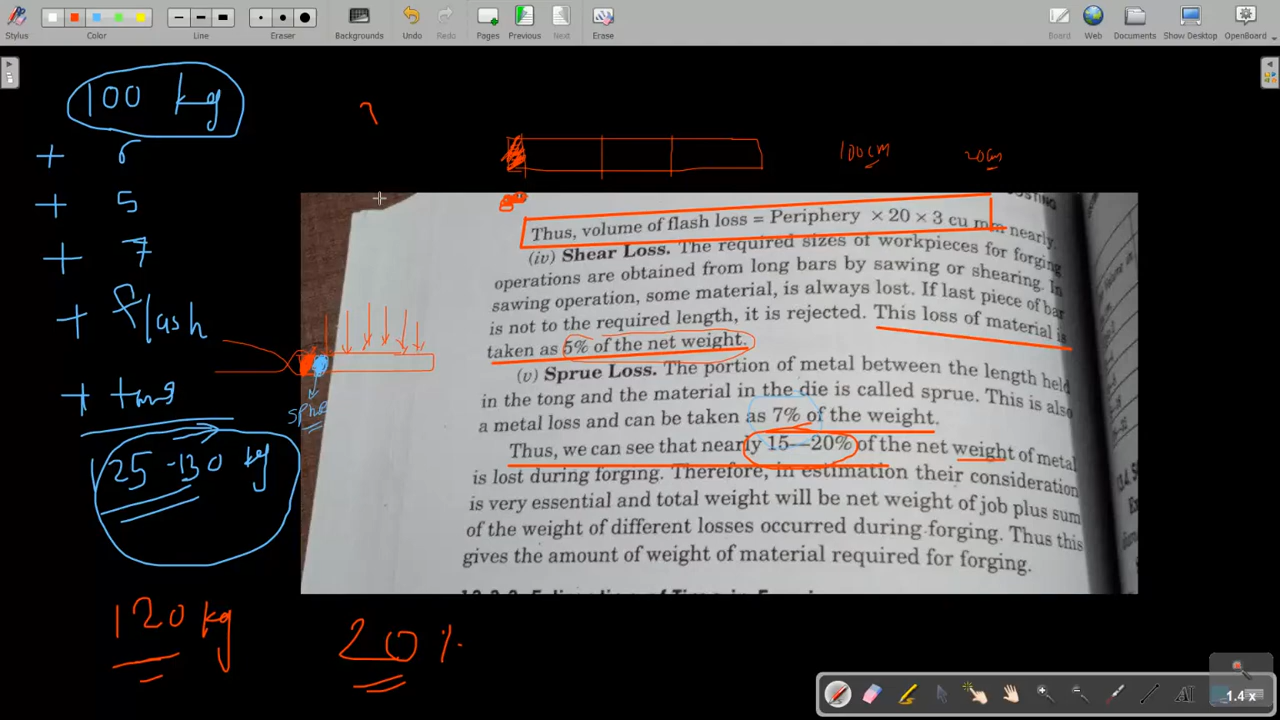 Stylus Color Line Eraser Backgrounds Undo Redo Pages Previous Next Erase Board Web Documents Show Desktop OpenBoard
100 kg
+ 6
+ 5
+ 7
+ flash
+ tong
125 - 130 kg
120 kg
20 %
100cm 20cm
OSTING
Thus, volume of flash loss = Periphery × 20 × 3 cu mm nearly.
(iv) Shear Loss. The required sizes of workpieces for forging
operations are obtained from long bars by sawing or shearing. In
sawing operation, some material, is always lost. If last piece of bar
is not to the required length, it is rejected. This loss of material is
taken as 5% of the net weight.
(v) Sprue Loss. The portion of metal between the length held
in the tong and the material in the die is called sprue. This is also
a metal loss and can be taken as 7% of the weight.
Thus, we can see that nearly 15—20% of the net weight of metal
is lost during forging. Therefore, in estimation their consideration
is very essential and total weight will be net weight of job plus sum
of the weight of different losses occurred during forging. Thus this
gives the amount of weight of material required for forging.
1.4 x